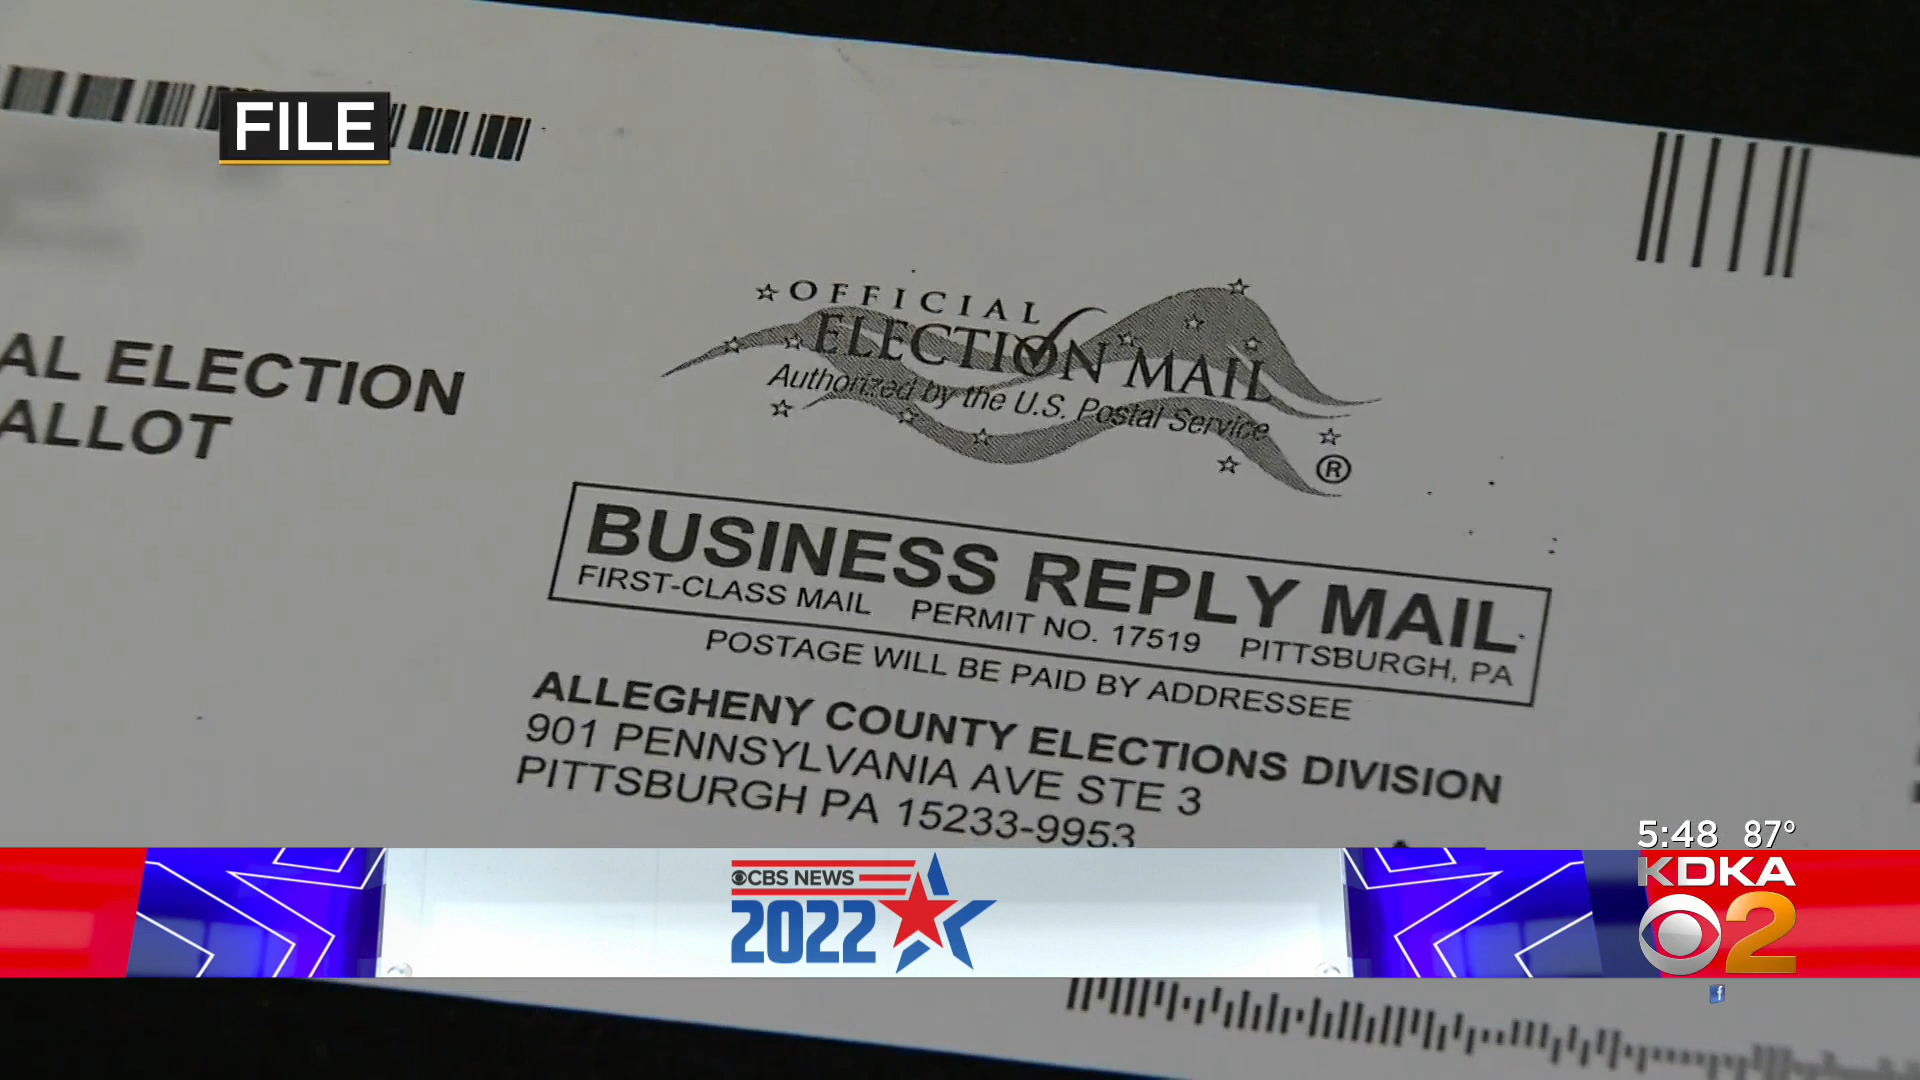 FILE
AL ELECTION
ALLOT
OFFICIAL
ELECTION MAIL
Authorized by the U.S. Postal Service
®
BUSINESS REPLY MAIL
FIRST-CLASS MAIL PERMIT NO. 17519 PITTSBURGH, PA
POSTAGE WILL BE PAID BY ADDRESSEE
ALLEGHENY COUNTY ELECTIONS DIVISION
901 PENNSYLVANIA AVE STE 3
PITTSBURGH PA 15233-9953
5:48 87°
KDKA
2
CBS NEWS
2022
f